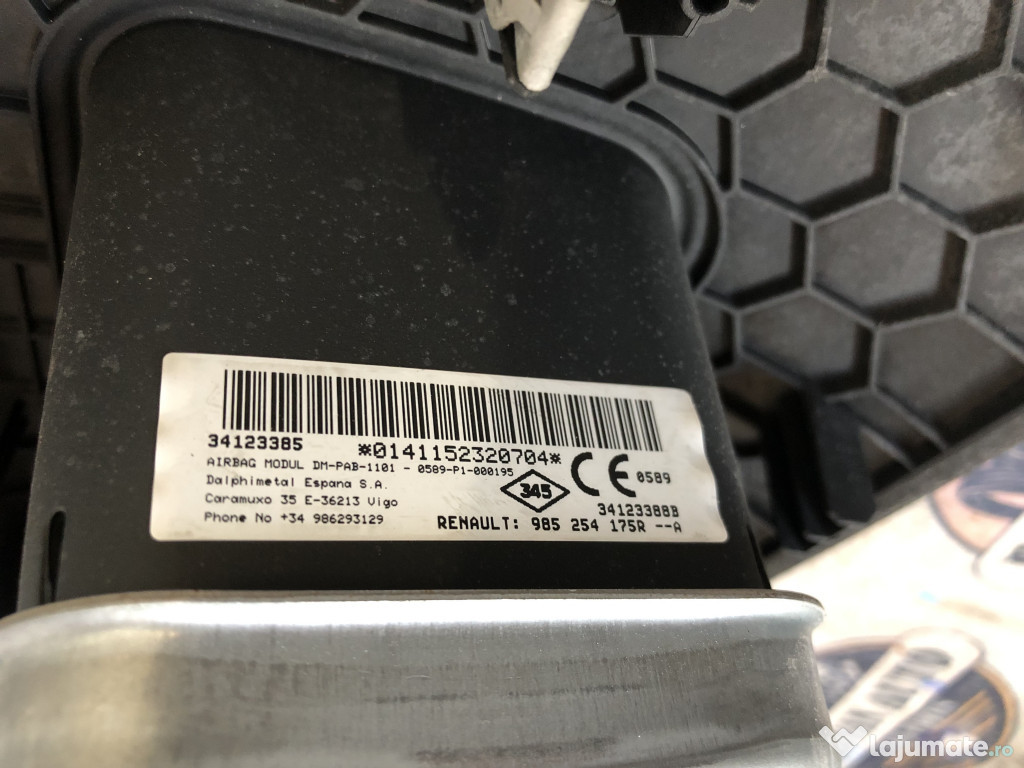 34123385 *0141152320704*
AIRBAG MODUL DM-PAB-1101 - 0589-P1-000195
Dalphimetal Espana S.A. 345 CE 0589
Caramuxo 35 E-36213 Vigo 34123388B
Phone No +34 986293129 RENAULT: 985 254 175R --A
AUTO
lajumate.ro